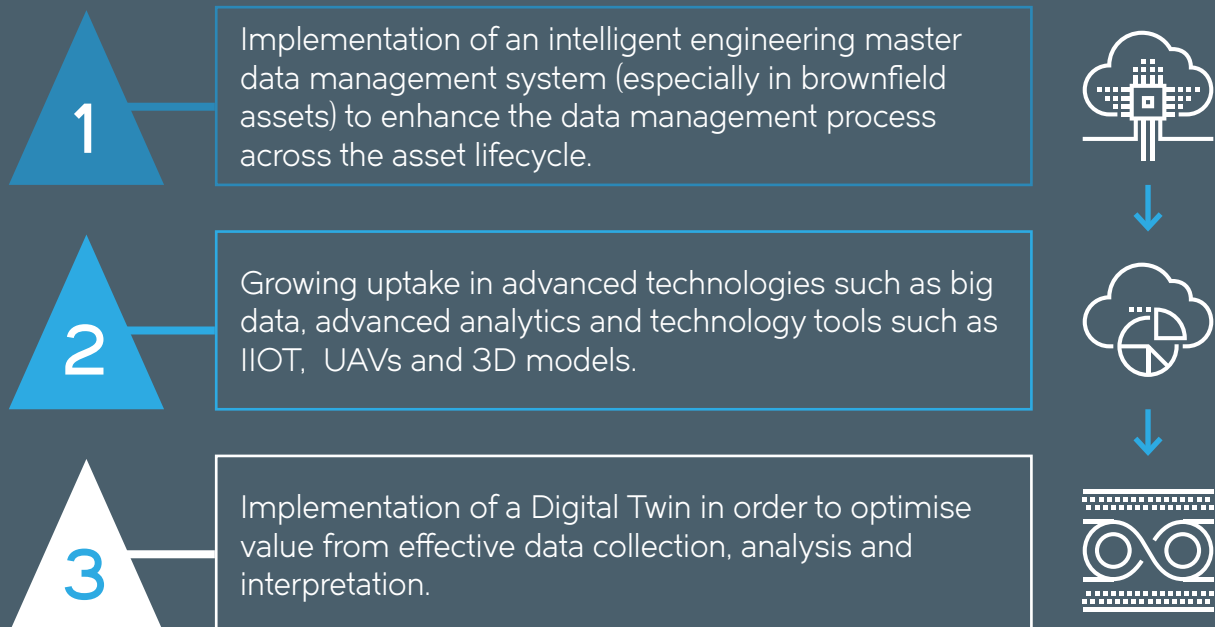 1
Implementation of an intelligent engineering master
data management system (especially in brownfield
assets) to enhance the data management process
across the asset lifecycle.
2
Growing uptake in advanced technologies such as big
data, advanced analytics and technology tools such as
IIOT,  UAVs and 3D models.
3
Implementation of a Digital Twin in order to optimise
value from effective data collection, analysis and
interpretation.